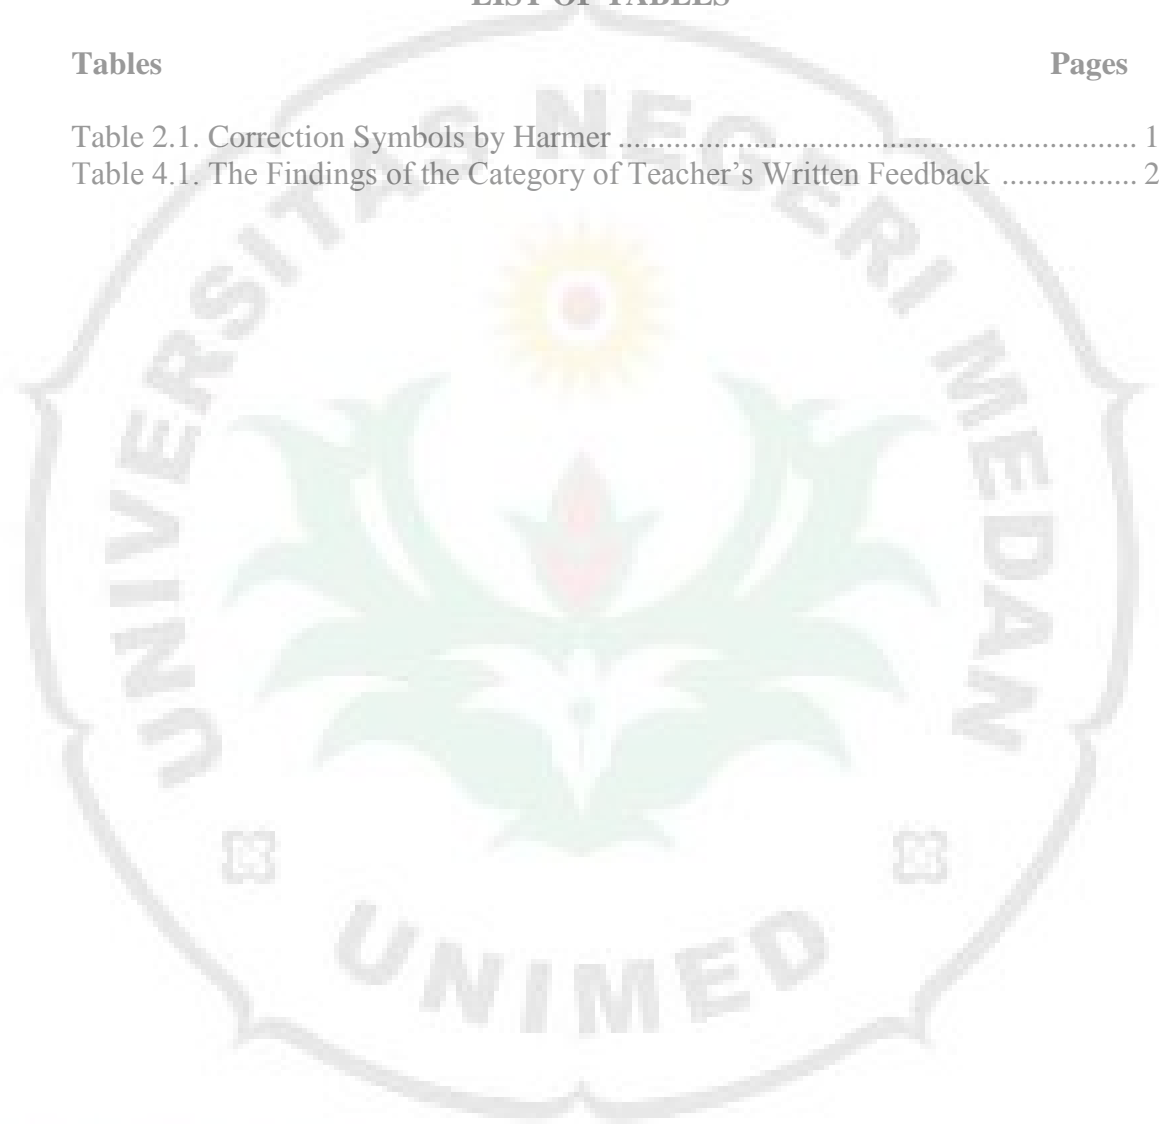 LIST OF TABLES
Tables Pages
Table 2.1. Correction Symbols by Harmer ................................................................. 1
Table 4.1. The Findings of the Category of Teacher’s Written Feedback ................. 2
UNIVERSITAS NEGERI MEDAN
UNIMED